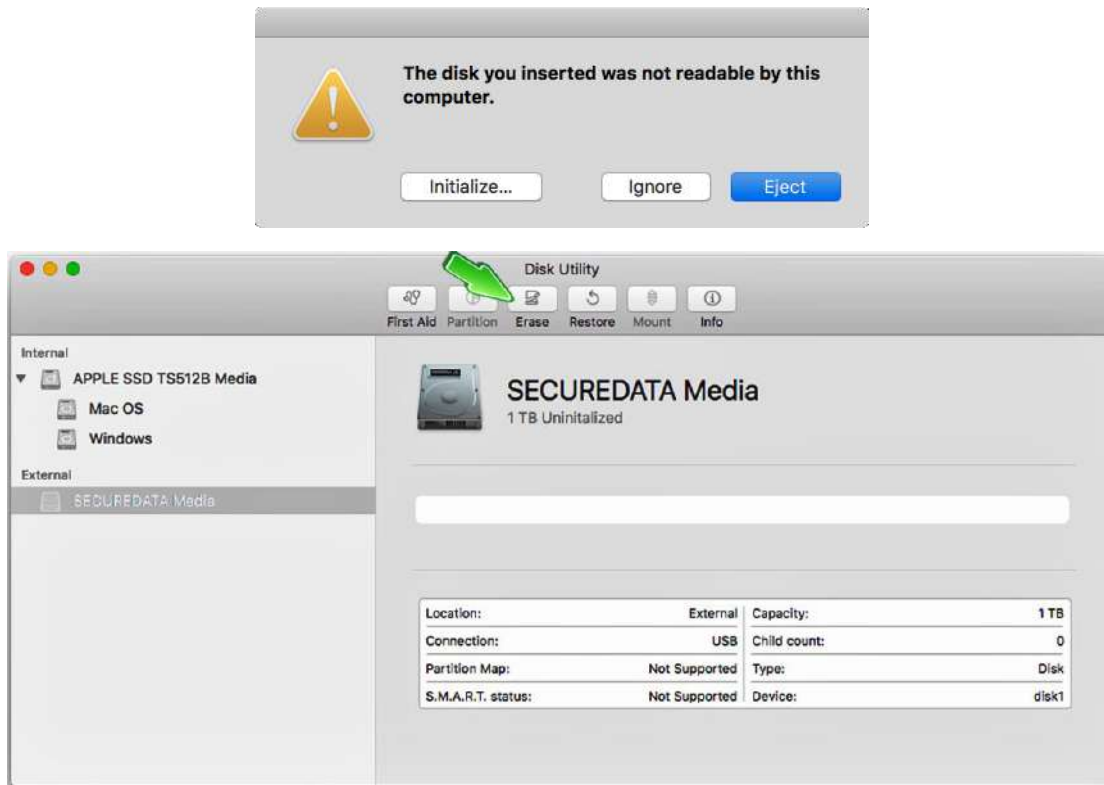 The disk you inserted was not readable by this
computer.
Initialize...
Ignore
Eject
Disk Utility
First Aid
Partition
Erase
Restore
Mount
Info
Internal
APPLE SSD TS512B Media
Mac OS
Windows
External
SECUREDATA Media
SECUREDATA Media
1 TB Uninitalized
Location: External
Capacity: 1 TB
Connection: USB
Child count: 0
Partition Map: Not Supported
Type: Disk
S.M.A.R.T. status: Not Supported
Device: disk1